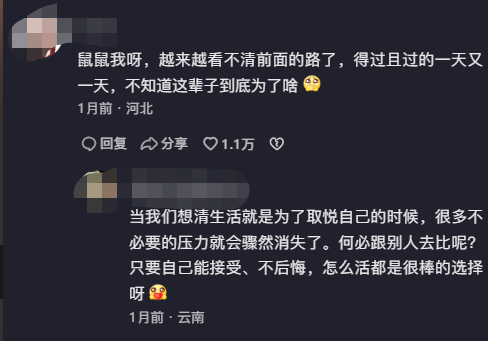 鼠鼠我呀，越来越看不清前面的路了，得过且过的一天又
一天，不知道这辈子到底为了啥
1月前 · 河北
回复 分享 1.1万
当我们想清生活就是为了取悦自己的时候，很多不
必要的压力就会骤然消失了。何必跟别人去比呢？
只要自己能接受、不后悔，怎么活都是很棒的选择
呀
1月前 · 云南